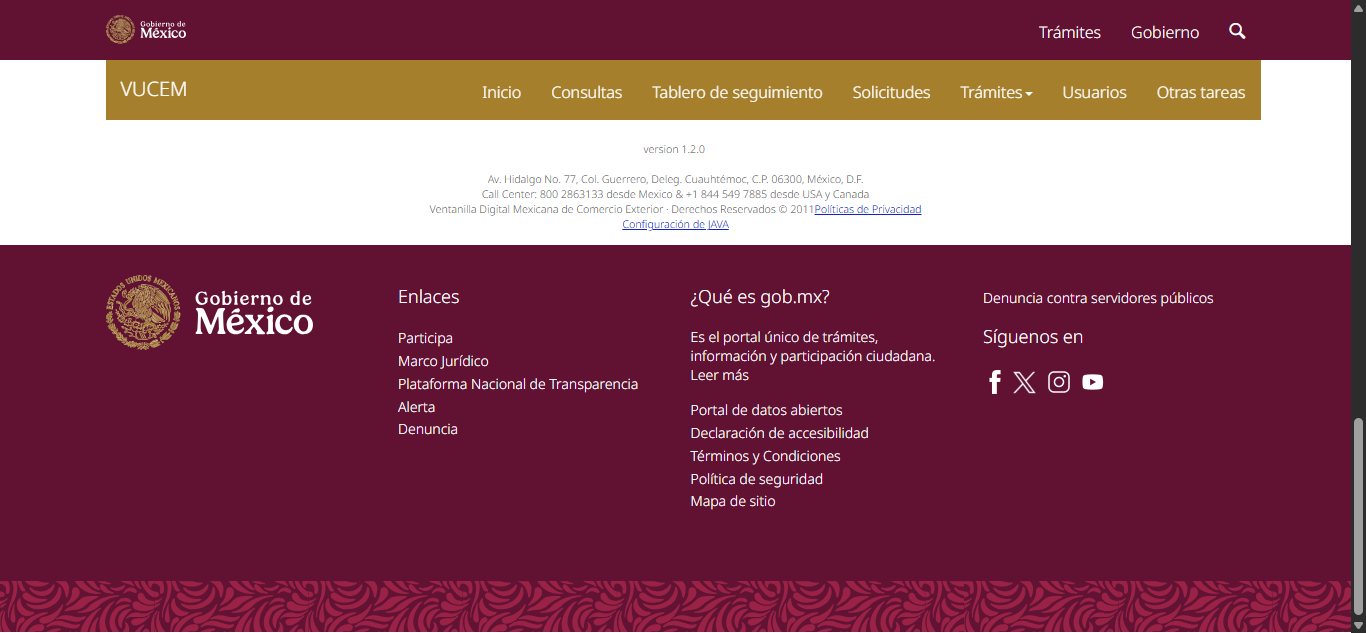 Gobierno de
México
Trámites Gobierno
VUCEM
Inicio Consultas Tablero de seguimiento Solicitudes Trámites Usuarios Otras tareas
version 1.2.0
Av. Hidalgo No. 77, Col. Guerrero, Deleg. Cuauhtémoc, C.P. 06300, México, D.F.
Call Center: 800 2863133 desde Mexico & +1 844 549 7885 desde USA y Canada
Ventanilla Digital Mexicana de Comercio Exterior · Derechos Reservados © 2011Políticas de Privacidad
Configuración de JAVA
ESTADOS UNIDOS MEXICANOS
Gobierno de
México
Enlaces
Participa
Marco Jurídico
Plataforma Nacional de Transparencia
Alerta
Denuncia
¿Qué es gob.mx?
Es el portal único de trámites,
información y participación ciudadana.
Leer más
Portal de datos abiertos
Declaración de accesibilidad
Términos y Condiciones
Política de seguridad
Mapa de sitio
Denuncia contra servidores públicos
Síguenos en